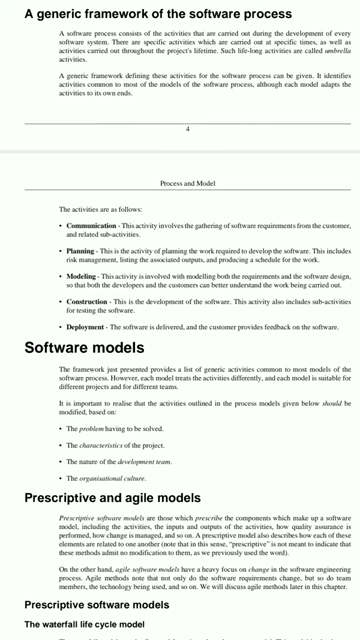 A generic framework of the software process
A software process consists of the activities that are carried out during the development of every
software system. There are specific activities which are carried out at specific times, as well as
activities carried out throughout the project's lifetime. Such life-long activities are called umbrella
activities.
A generic framework defining these activities for the software process can be given. It identifies
activities common to most of the models of the software process, although each model adapts the
activities to its own ends.
4
Process and Model
The activities are as follows:
• Communication - This activity involves the gathering of software requirements from the customer,
and related sub-activities.
• Planning - This is the activity of planning the work required to develop the software. This includes
risk management, listing the associated outputs, and producing a schedule for the work.
• Modeling - This activity is involved with modelling both the requirements and the software design,
so that both the developers and the customers can better understand the work being carried out.
• Construction - This is the development of the software. This activity also includes sub-activities
for testing the software.
• Deployment - The software is delivered, and the customer provides feedback on the software.
Software models
The framework just presented provides a list of generic activities common to most models of the
software process. However, each model treats the activities differently, and each model is suitable for
different projects and for different teams.
It is important to realise that the activities outlined in the process models given below should be
modified, based on:
• The problem having to be solved.
• The characteristics of the project.
• The nature of the development team.
• The organisational culture.
Prescriptive and agile models
Prescriptive software models are those which prescribe the components which make up a software
model, including the activities, the inputs and outputs of the activities, how quality assurance is
performed, how change is managed, and so on. A prescriptive model also describes how each of these
elements are related to one another (note that in this sense, "prescriptive" is not meant to indicate that
these methods admit no modification to them, as we previously used the word).
On the other hand, agile software models have a heavy focus on change in the software engineering
process. Agile methods note that not only do the software requirements change, but so do team
members, the technology being used, and so on. We will discuss agile methods later in this chapter.
Prescriptive software models
The waterfall life cycle model